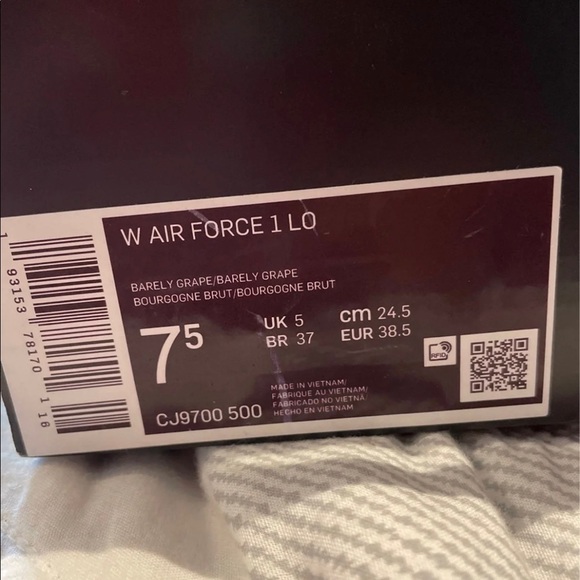 W AIR FORCE 1 LO
BARELY GRAPE/BARELY GRAPE
BOURGOGNE BRUT/BOURGOGNE BRUT
7⁵
UK 5
cm 24.5
BR 37
EUR 38.5
RFID
CJ9700 500
MADE IN VIETNAM/
FABRIQUÉ AU VIETNAM/
FABRICADO NO VIETNÃ
HECHO EN VIETNAM
1 93153 78170 1 16